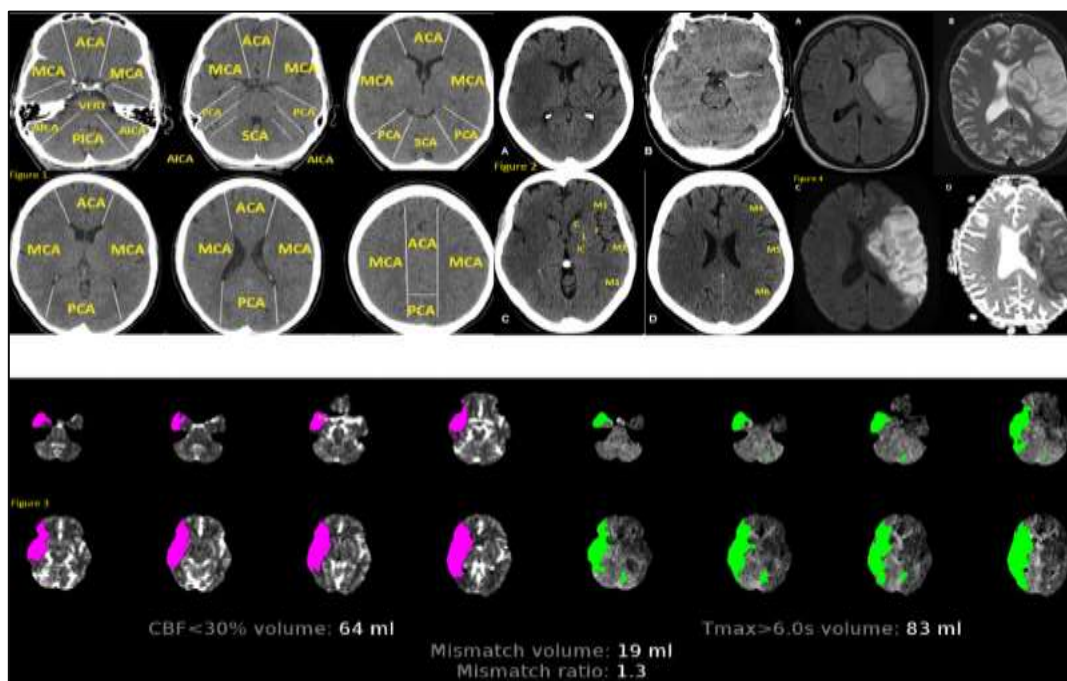 ACA ACA ACA
MCA MCA MCA MCA MCA MCA
VERT
AICA PICA AICA
PCA SCA PCA
PCA SCA PCA
AICA AICA
Figure 1
A
Figure 2
B
A
B
ACA ACA ACA
MCA MCA MCA MCA MCA MCA
PCA PCA PCA
M1
C
L
I
IC
M2
M3
C
M4
M5
M6
D
Figure 4
C
D
Figure 3
CBF<30% volume: 64 ml
Tmax>6.0s volume: 83 ml
Mismatch volume: 19 ml
Mismatch ratio: 1.3